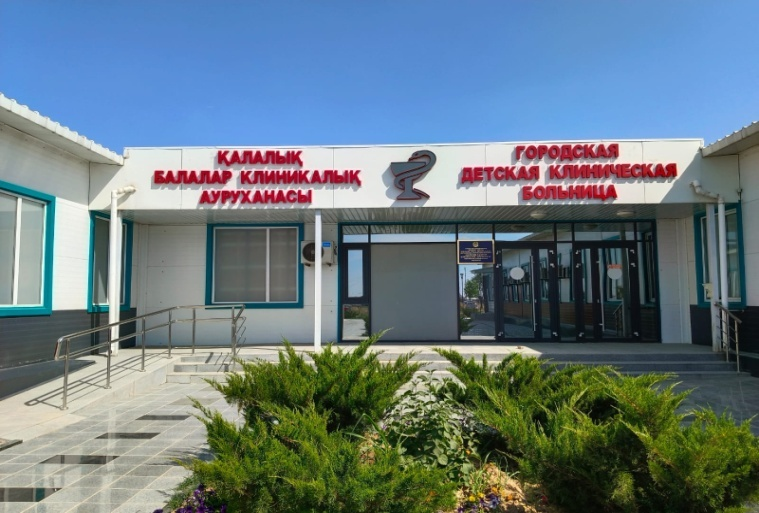 ҚАЛАЛЫҚ
БАЛАЛАР КЛИНИКАЛЫҚ
АУРУХАНАСЫ
ГОРОДСКАЯ
ДЕТСКАЯ КЛИНИЧЕСКАЯ
БОЛЬНИЦА